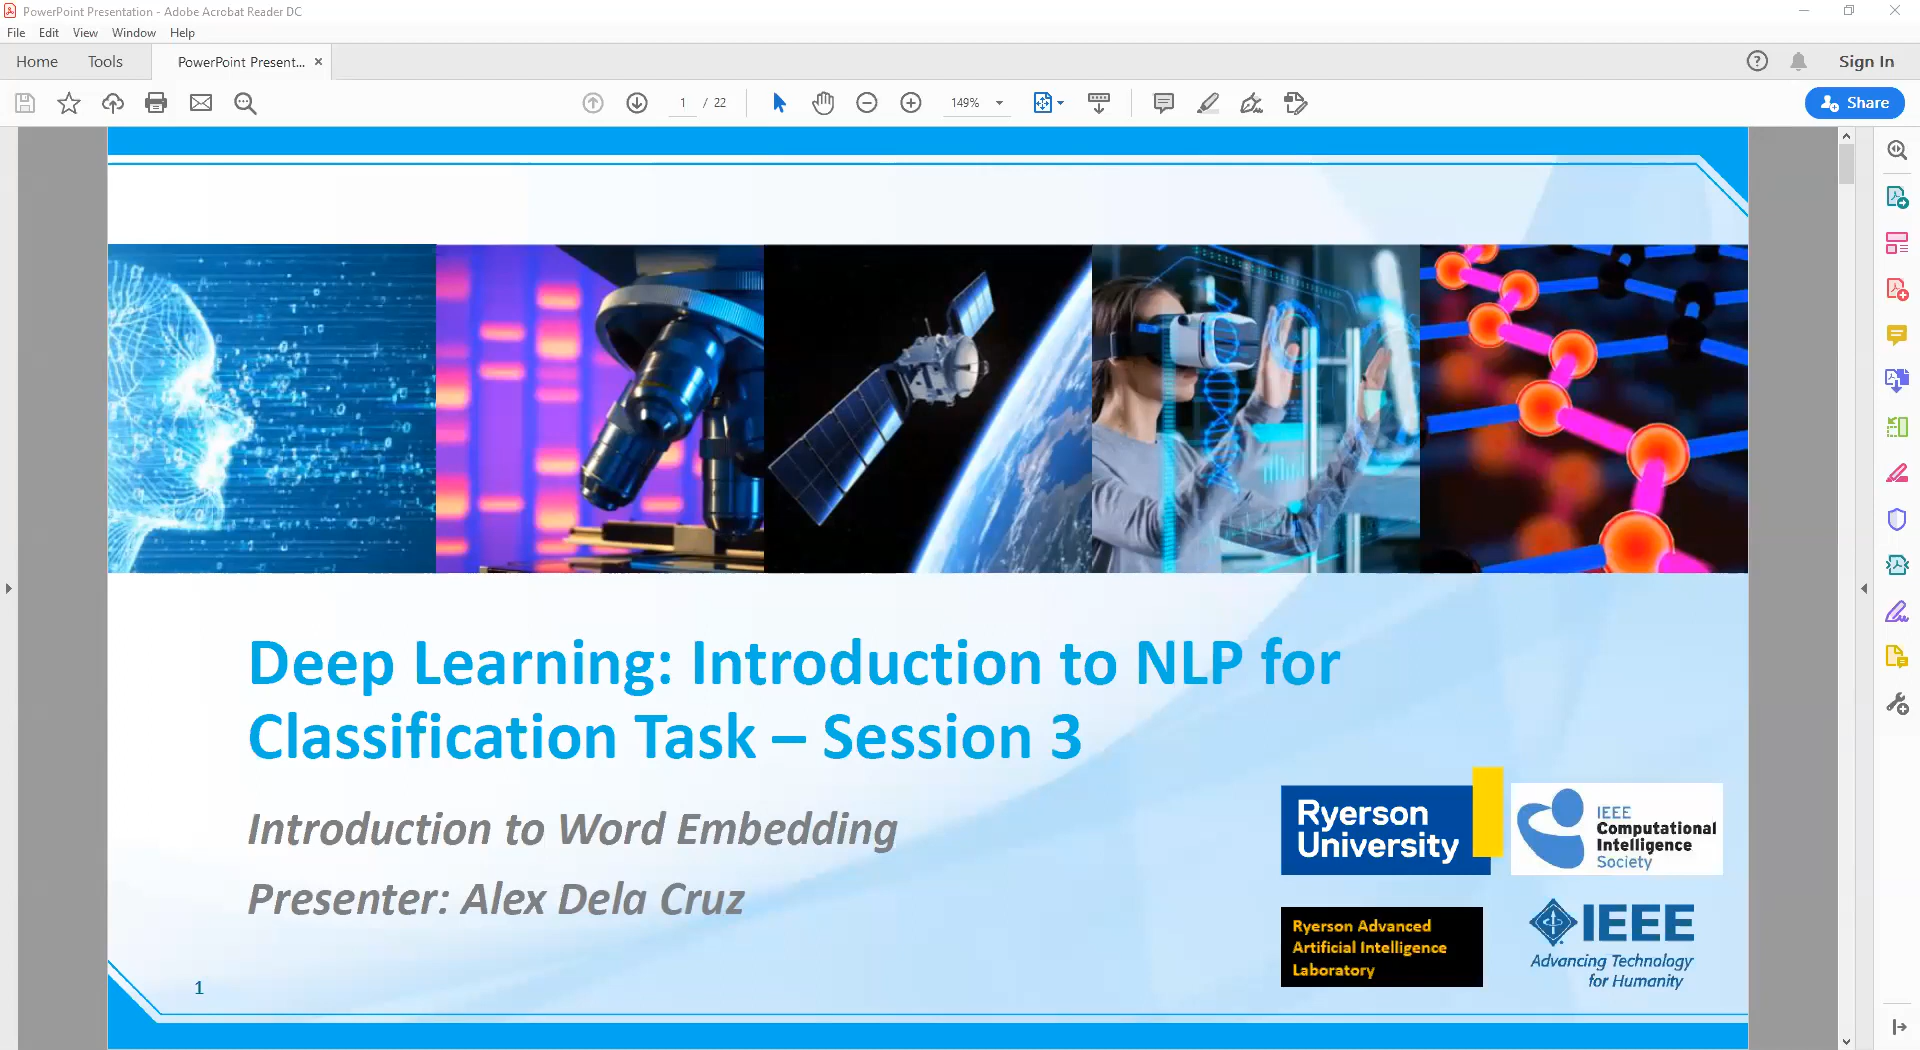 PowerPoint Presentation - Adobe Acrobat Reader DC
File Edit View Window Help
Home Tools PowerPoint Present... × Sign In
1 / 22 149% Share
Deep Learning: Introduction to NLP for
Classification Task – Session 3
Introduction to Word Embedding
Presenter: Alex Dela Cruz
Ryerson
University
IEEE
Computational
Intelligence
Society
Ryerson Advanced
Artificial Intelligence
Laboratory
IEEE
Advancing Technology
for Humanity
1